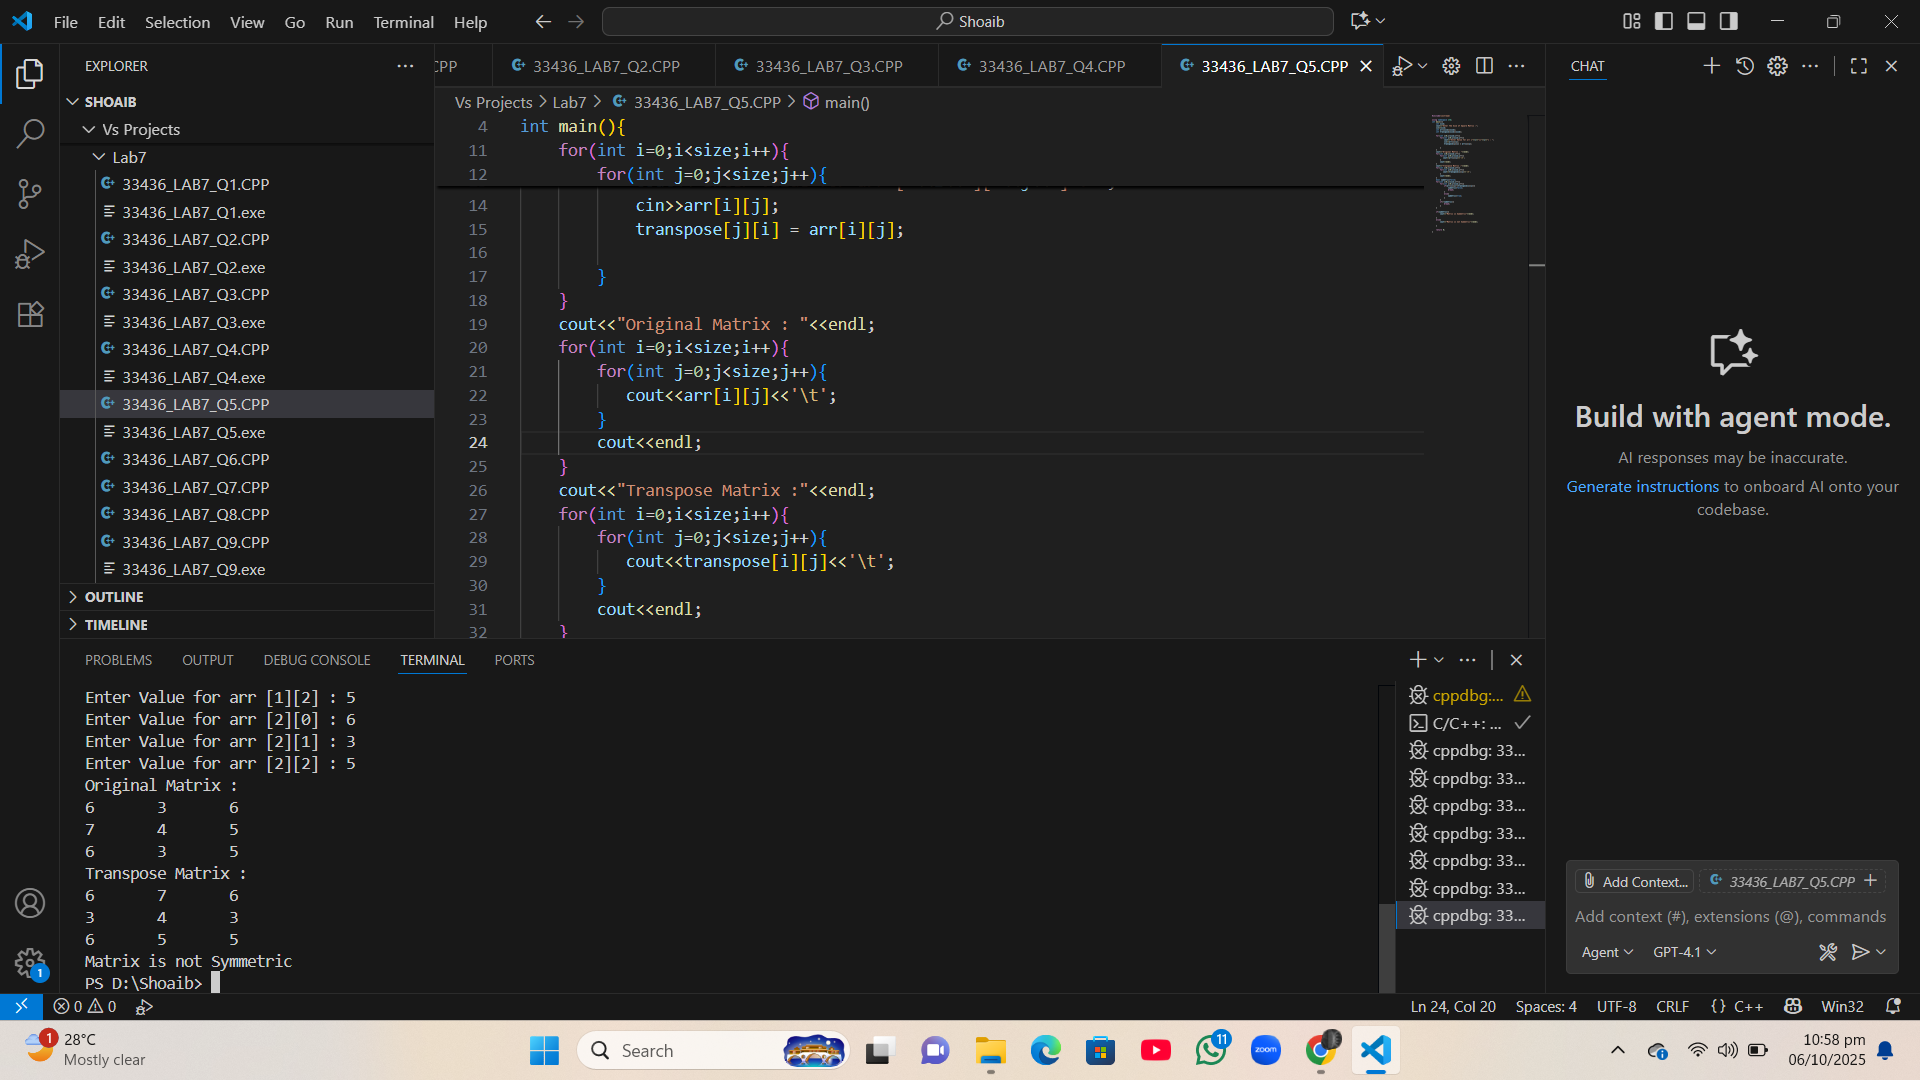 File Edit Selection View Go Run Terminal Help
Shoaib
EXPLORER
SHOAIB
Vs Projects
Lab7
33436_LAB7_Q1.CPP
33436_LAB7_Q1.exe
33436_LAB7_Q2.CPP
33436_LAB7_Q2.exe
33436_LAB7_Q3.CPP
33436_LAB7_Q3.exe
33436_LAB7_Q4.CPP
33436_LAB7_Q4.exe
33436_LAB7_Q5.CPP
33436_LAB7_Q5.exe
33436_LAB7_Q6.CPP
33436_LAB7_Q7.CPP
33436_LAB7_Q8.CPP
33436_LAB7_Q9.CPP
33436_LAB7_Q9.exe
OUTLINE
TIMELINE
CPP 33436_LAB7_Q2.CPP 33436_LAB7_Q3.CPP 33436_LAB7_Q4.CPP 33436_LAB7_Q5.CPP
Vs Projects > Lab7 > 33436_LAB7_Q5.CPP > main()
4 int main(){
11 for(int i=0;i<size;i++){
12 for(int j=0;j<size;j++){
14 cin>>arr[i][j];
15 transpose[j][i] = arr[i][j];
16
17 }
18 }
19 cout<<"Original Matrix : "<<endl;
20 for(int i=0;i<size;i++){
21 for(int j=0;j<size;j++){
22 cout<<arr[i][j]<<'\t';
23 }
24 cout<<endl;
25 }
26 cout<<"Transpose Matrix :"<<endl;
27 for(int i=0;i<size;i++){
28 for(int j=0;j<size;j++){
29 cout<<transpose[i][j]<<'\t';
30 }
31 cout<<endl;
32 }
PROBLEMS OUTPUT DEBUG CONSOLE TERMINAL PORTS
Enter Value for arr [1][2] : 5
Enter Value for arr [2][0] : 6
Enter Value for arr [2][1] : 3
Enter Value for arr [2][2] : 5
Original Matrix :
6 3 6
7 4 5
6 3 5
Transpose Matrix :
6 7 6
3 4 3
6 5 5
Matrix is not Symmetric
PS D:\Shoaib>
cppdbg:...
C/C++: ...
cppdbg: 33...
cppdbg: 33...
cppdbg: 33...
cppdbg: 33...
cppdbg: 33...
cppdbg: 33...
cppdbg: 33...
CHAT
Build with agent mode.
AI responses may be inaccurate.
Generate instructions to onboard AI onto your
codebase.
Add Context... 33436_LAB7_Q5.CPP
Add context (#), extensions (@), commands
Agent GPT-4.1
1
0 0 Ln 24, Col 20 Spaces: 4 UTF-8 CRLF {} C++ Win32
1 28°C
Mostly clear
Search
11
zoom
10:58 pm
06/10/2025